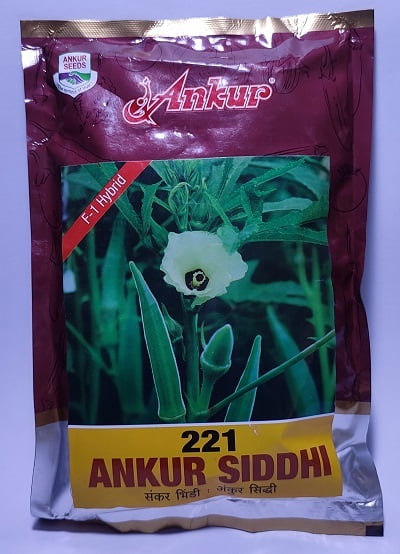 ANKUR
SEEDS
Ankur®
F-1 Hybrid
221
ANKUR SIDDHI
संकर भिंडी : अंकुर सिद्धी